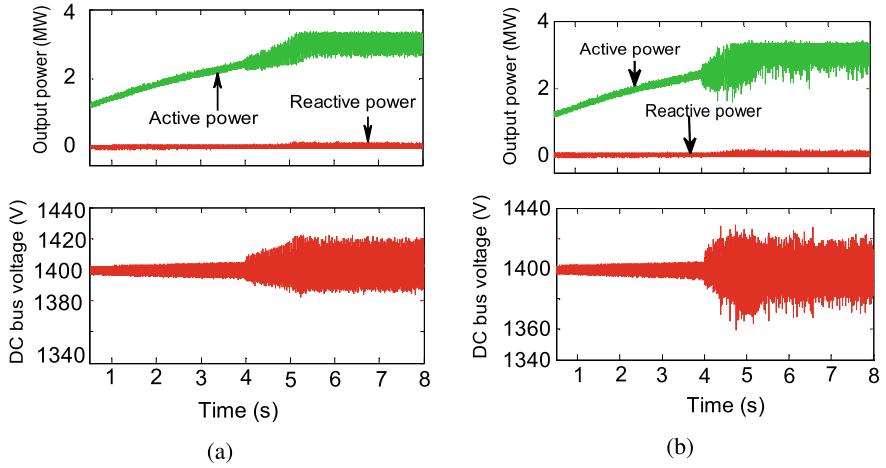 Output power (MW)
4
2
0
Active power
Reactive power
DC bus voltage (V)
1440
1420
1400
1380
1340
1 2 3 4 5 6 7 8
Time (s)
(a)
Output power (MW)
4
2
0
Active power
Reactive power
DC bus voltage (V)
1440
1400
1360
1340
1 2 3 4 5 6 7 8
Time (s)
(b)